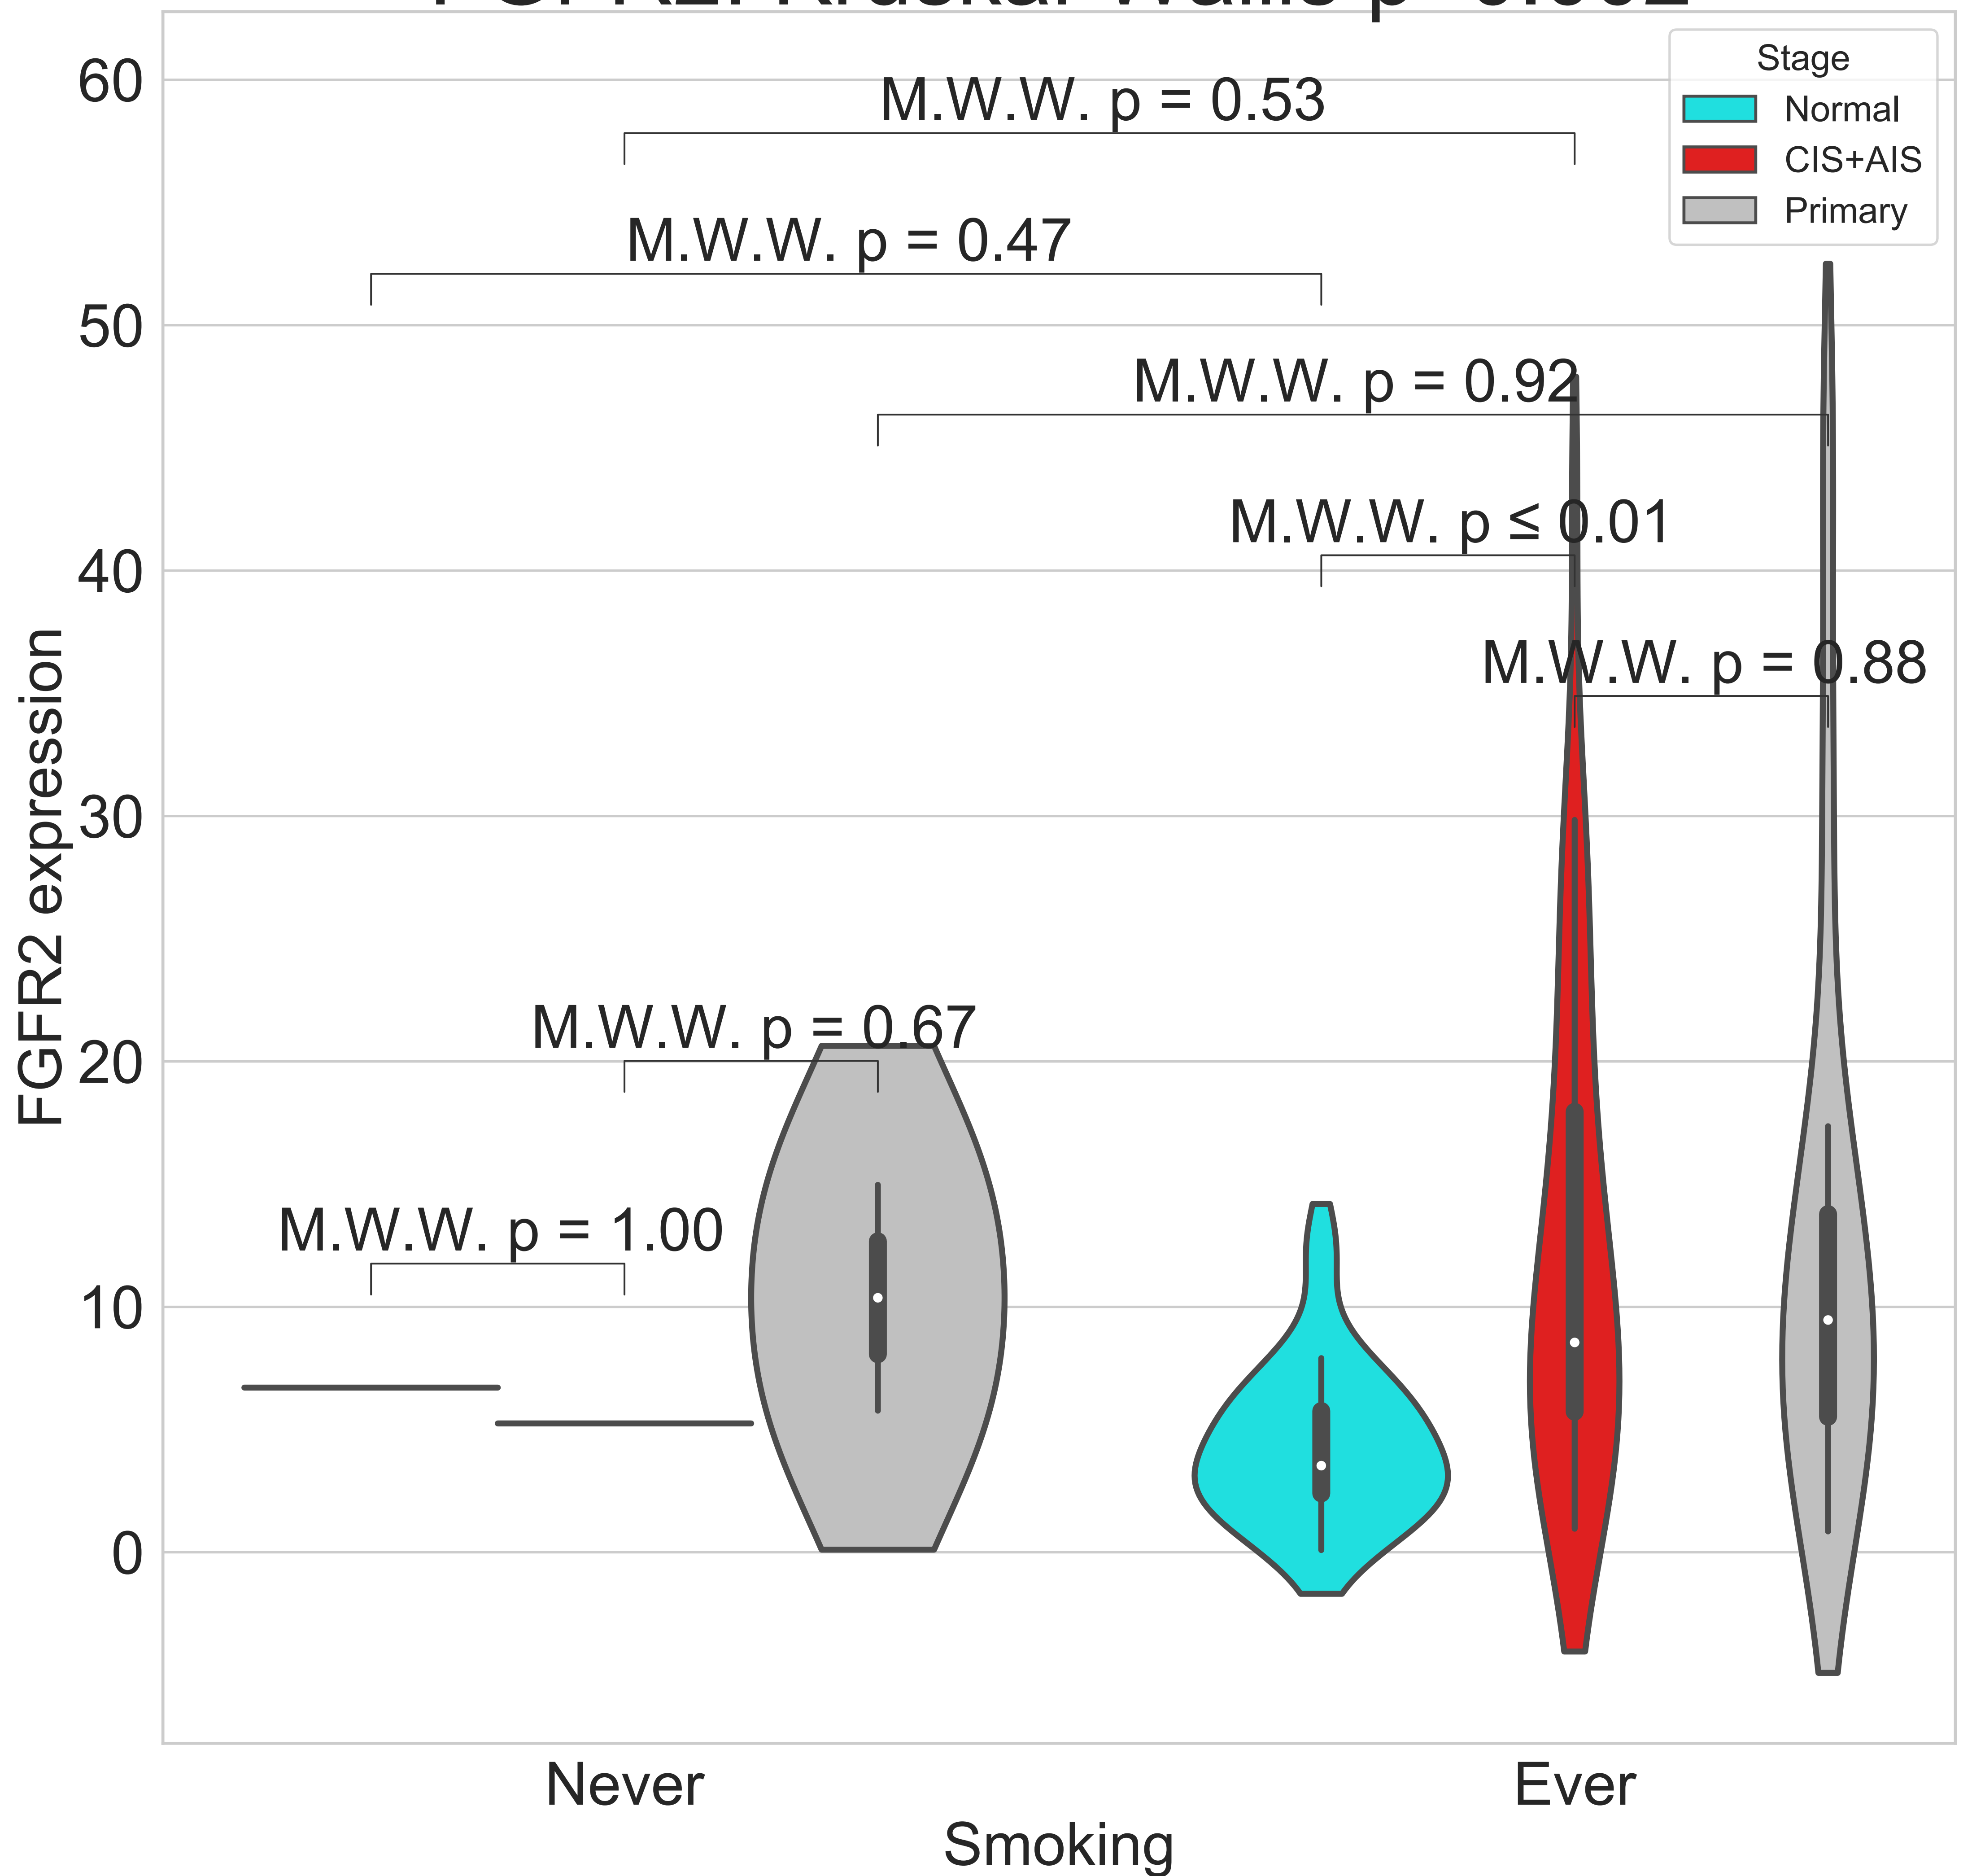 60
50
40
30
20
10
0
FGFR2 expression
Stage
Normal
CIS+AIS
Primary
M.W.W. p = 0.53
M.W.W. p = 0.47
M.W.W. p = 0.92
M.W.W. p ≤ 0.01
M.W.W. p = 0.88
M.W.W. p = 0.67
M.W.W. p = 1.00
Never
Ever
Smoking